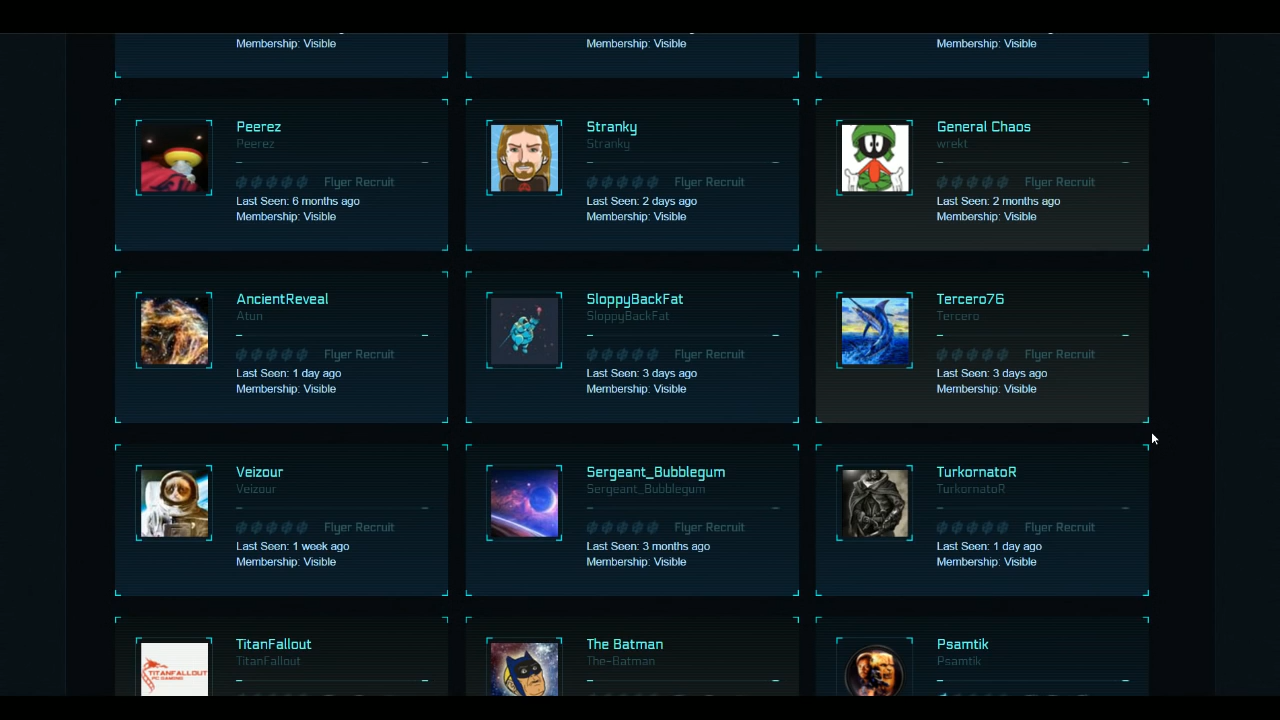 Membership: Visible
Membership: Visible
Membership: Visible
Peerez
Peerez
Flyer Recruit
Last Seen: 6 months ago
Membership: Visible
Stranky
Stranky
Flyer Recruit
Last Seen: 2 days ago
Membership: Visible
General Chaos
wrekt
Flyer Recruit
Last Seen: 2 months ago
Membership: Visible
AncientReveal
Atun
Flyer Recruit
Last Seen: 1 day ago
Membership: Visible
SloppyBackFat
SloppyBackFat
Flyer Recruit
Last Seen: 3 days ago
Membership: Visible
Tercero76
Tercero
Flyer Recruit
Last Seen: 3 days ago
Membership: Visible
Veizour
Veizour
Flyer Recruit
Last Seen: 1 week ago
Membership: Visible
Sergeant_Bubblegum
Sergeant_Bubblegum
Flyer Recruit
Last Seen: 3 months ago
Membership: Visible
TurkornatoR
TurkornatoR
Flyer Recruit
Last Seen: 1 day ago
Membership: Visible
TITANFALLOUT
PC GAMING
TitanFallout
TitanFallout
The Batman
The-Batman
Psamtik
Psamtik